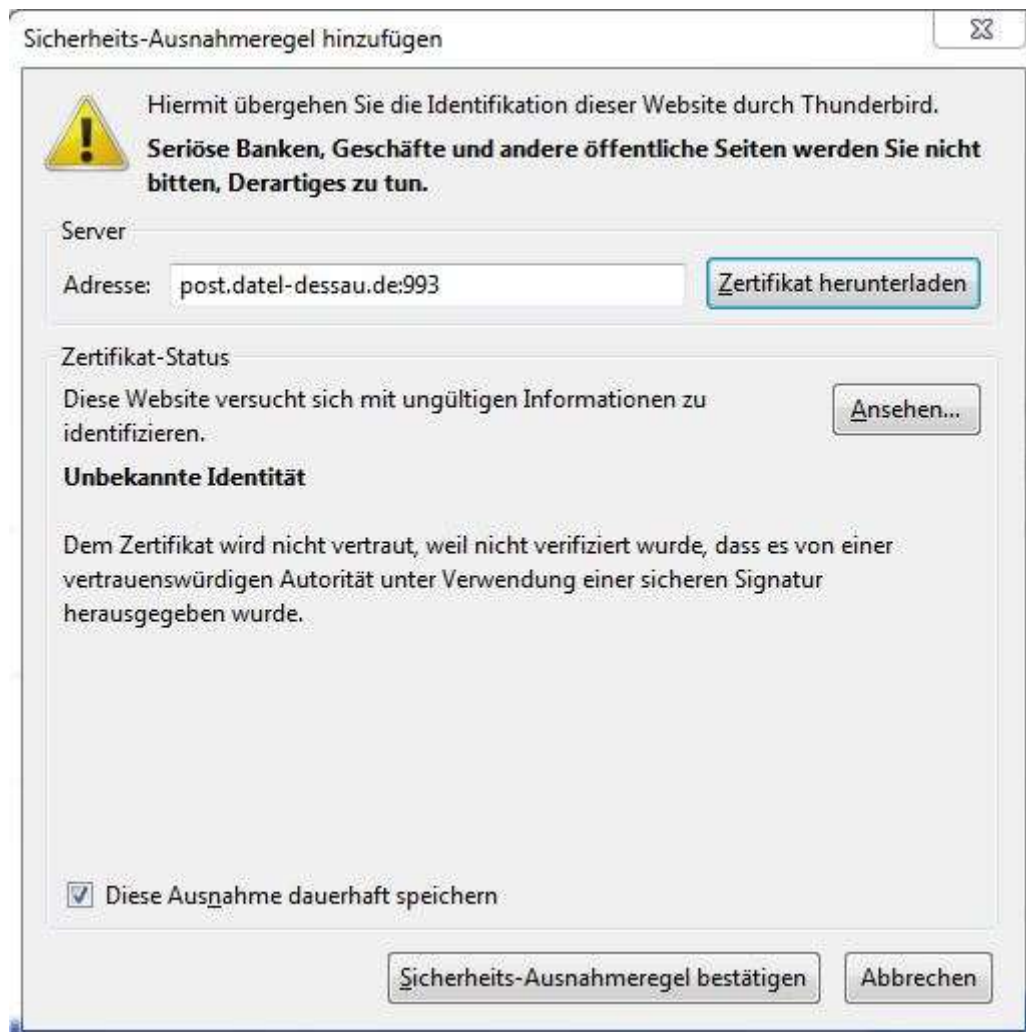 Sicherheits-Ausnahmeregel hinzufügen
Hiermit übergehen Sie die Identifikation dieser Website durch Thunderbird.
Seriöse Banken, Geschäfte und andere öffentliche Seiten werden Sie nicht
bitten, Derartiges zu tun.
Server
Adresse: post.datel-dessau.de:993 Zertifikat herunterladen
Zertifikat-Status
Diese Website versucht sich mit ungültigen Informationen zu
identifizieren.
Ansehen...
Unbekannte Identität
Dem Zertifikat wird nicht vertraut, weil nicht verifiziert wurde, dass es von einer
vertrauenswürdigen Autorität unter Verwendung einer sicheren Signatur
herausgegeben wurde.
Diese Ausnahme dauerhaft speichern
Sicherheits-Ausnahmeregel bestätigen Abbrechen